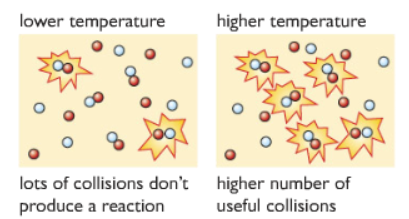 lower temperature
higher temperature
lots of collisions don't
produce a reaction
higher number of
useful collisions